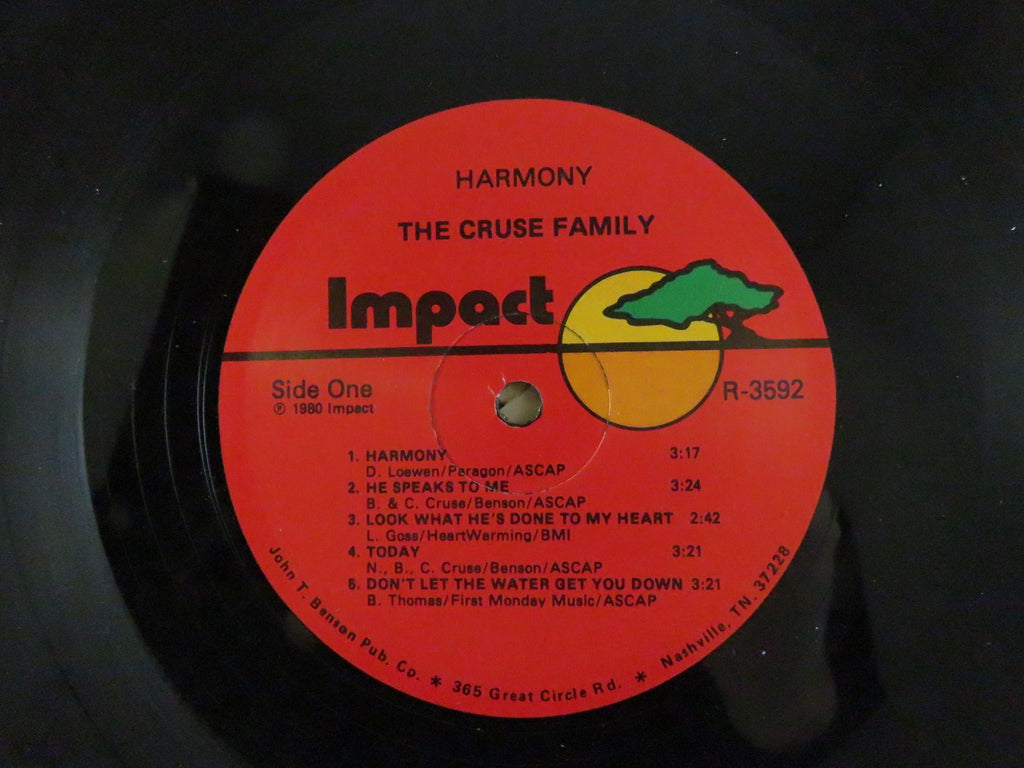 HARMONY
THE CRUSE FAMILY
Impact
Side One
℗ 1980 Impact
R-3592
1. HARMONY 3:17
D. Loewen/Paragon/ASCAP
2. HE SPEAKS TO ME 3:24
B. & C. Cruse/Benson/ASCAP
3. LOOK WHAT HE'S DONE TO MY HEART 2:42
L. Goss/HeartWarming/BMI
4. TODAY 3:21
N., B., C. Cruse/Benson/ASCAP
5. DON'T LET THE WATER GET YOU DOWN 3:21
B. Thomas/First Monday Music/ASCAP
John T. Benson Pub. Co. * 365 Great Circle Rd. * Nashville, TN. 37228